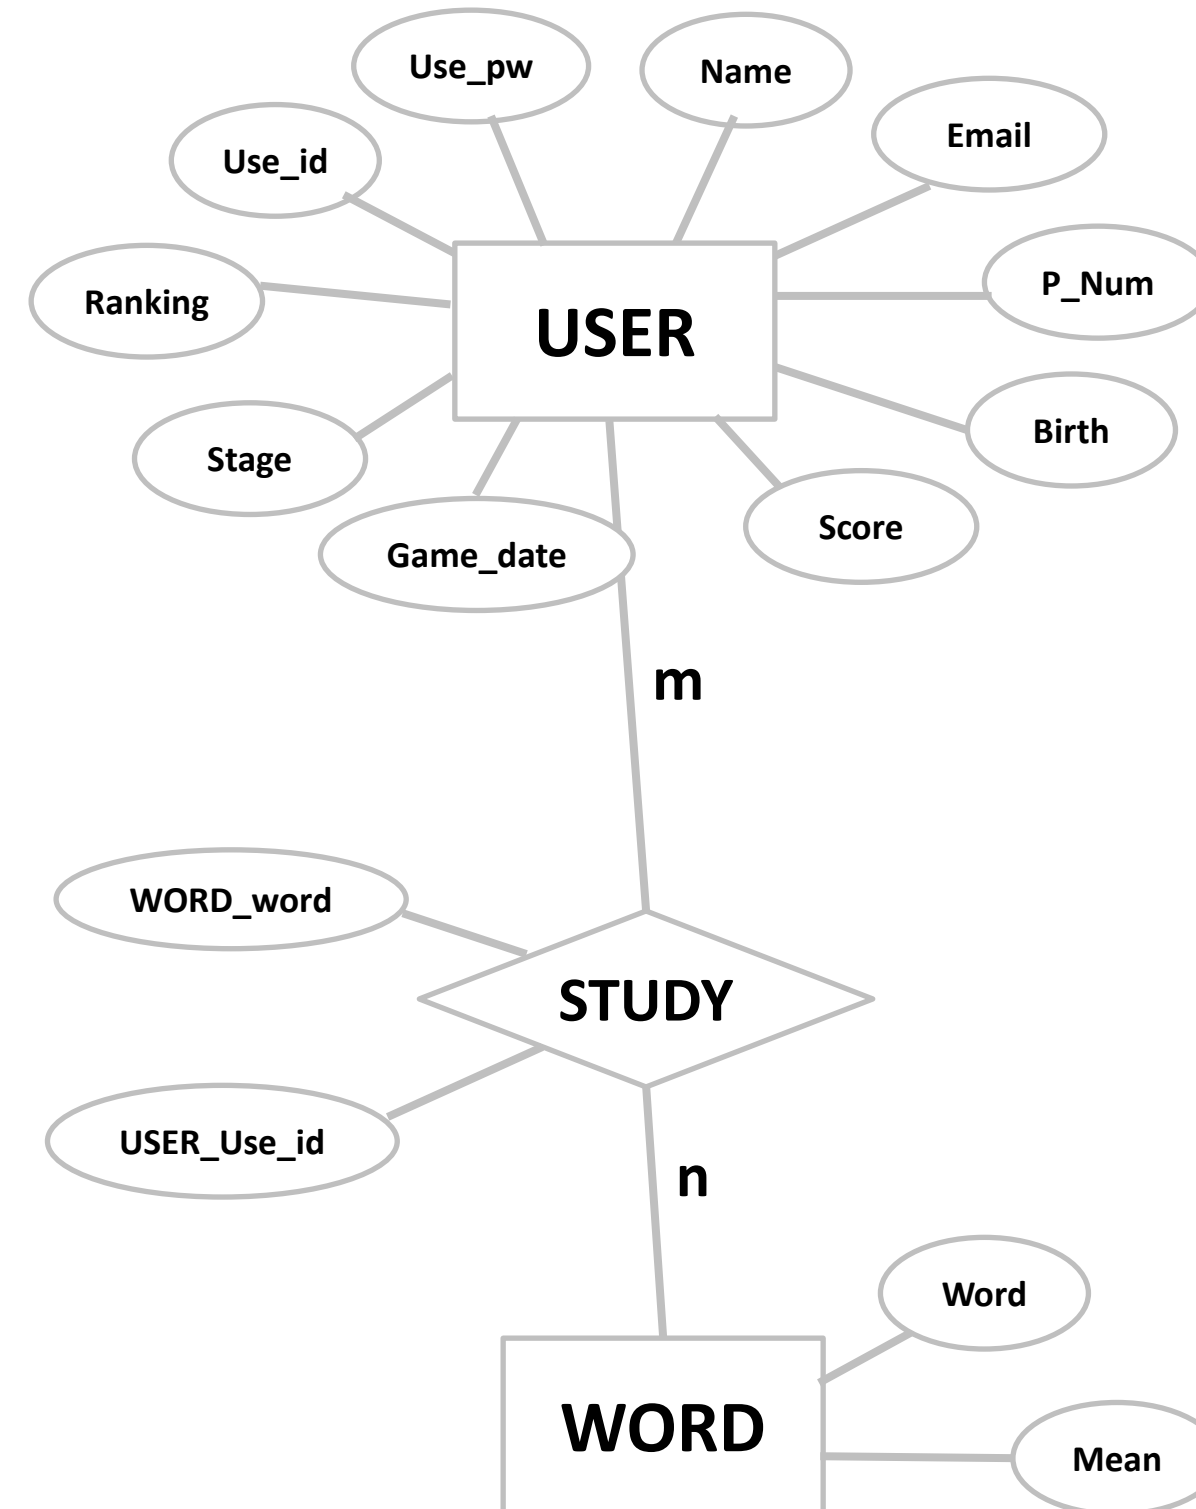 Use_pw
Name
Email
Use_id
P_Num
Ranking
USER
Birth
Stage
Score
Game_date
m
WORD_word
STUDY
USER_Use_id
n
Word
WORD
Mean